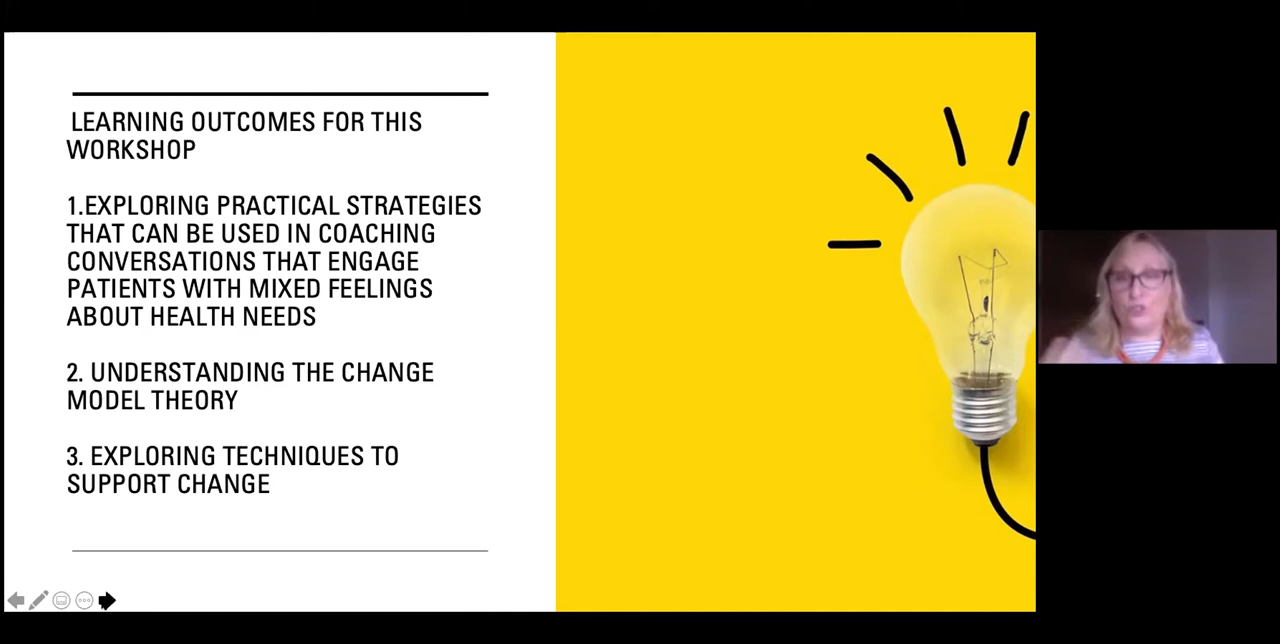 LEARNING OUTCOMES FOR THIS
WORKSHOP
1.EXPLORING PRACTICAL STRATEGIES
THAT CAN BE USED IN COACHING
CONVERSATIONS THAT ENGAGE
PATIENTS WITH MIXED FEELINGS
ABOUT HEALTH NEEDS
2. UNDERSTANDING THE CHANGE
MODEL THEORY
3. EXPLORING TECHNIQUES TO
SUPPORT CHANGE